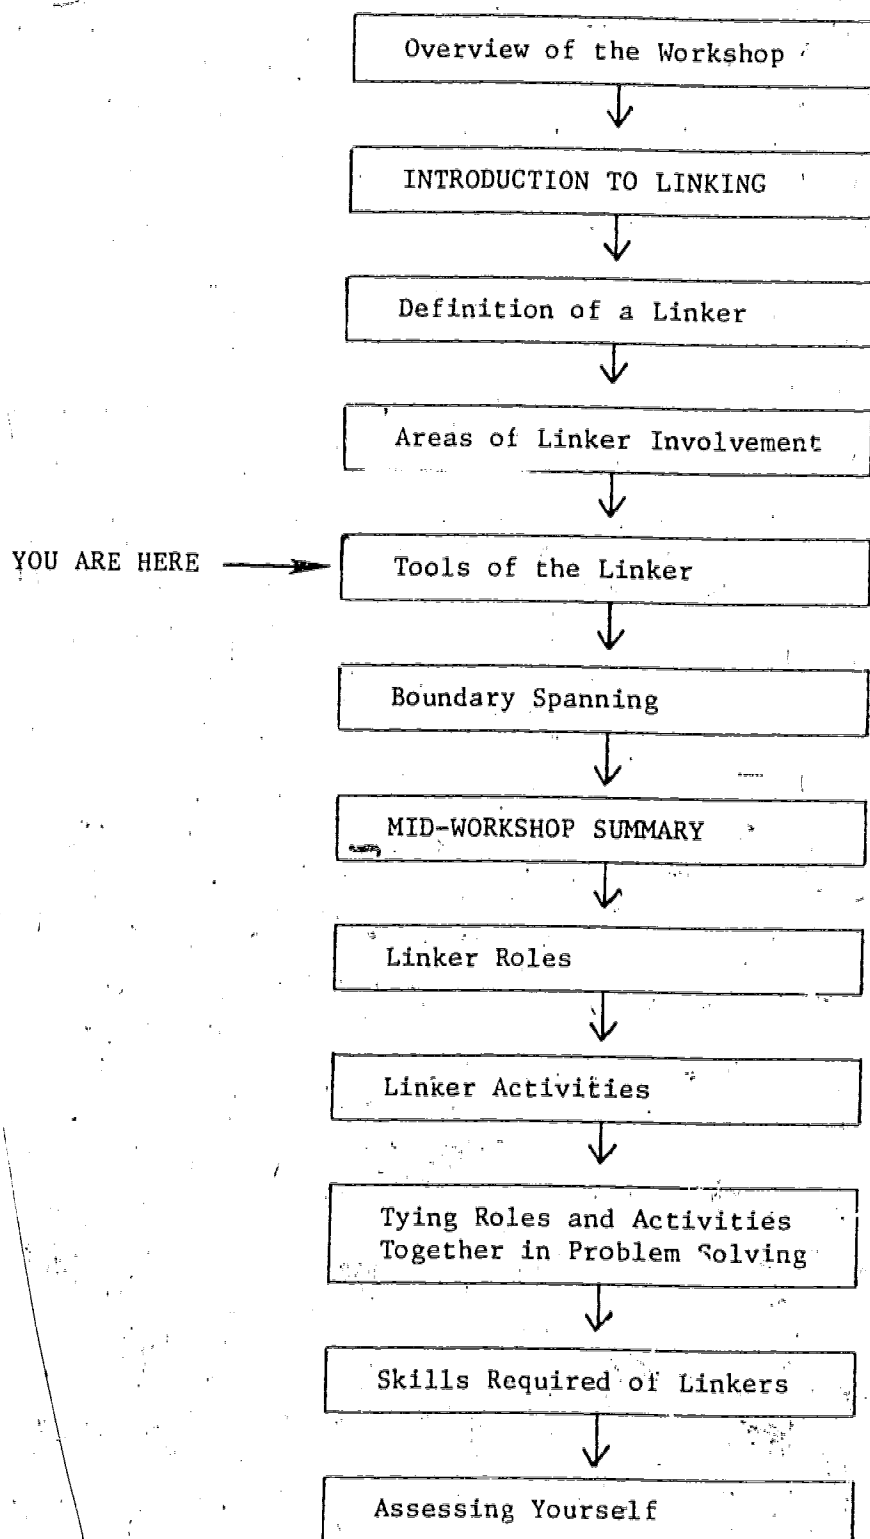 Overview of the Workshop
INTRODUCTION TO LINKING
Definition of a Linker
Areas of Linker Involvement
YOU ARE HERE
Tools of the Linker
Boundary Spanning
MID-WORKSHOP SUMMARY
Linker Roles
Linker Activities
Tying Roles and Activities
Together in Problem Solving
Skills Required of Linkers
Assessing Yourself